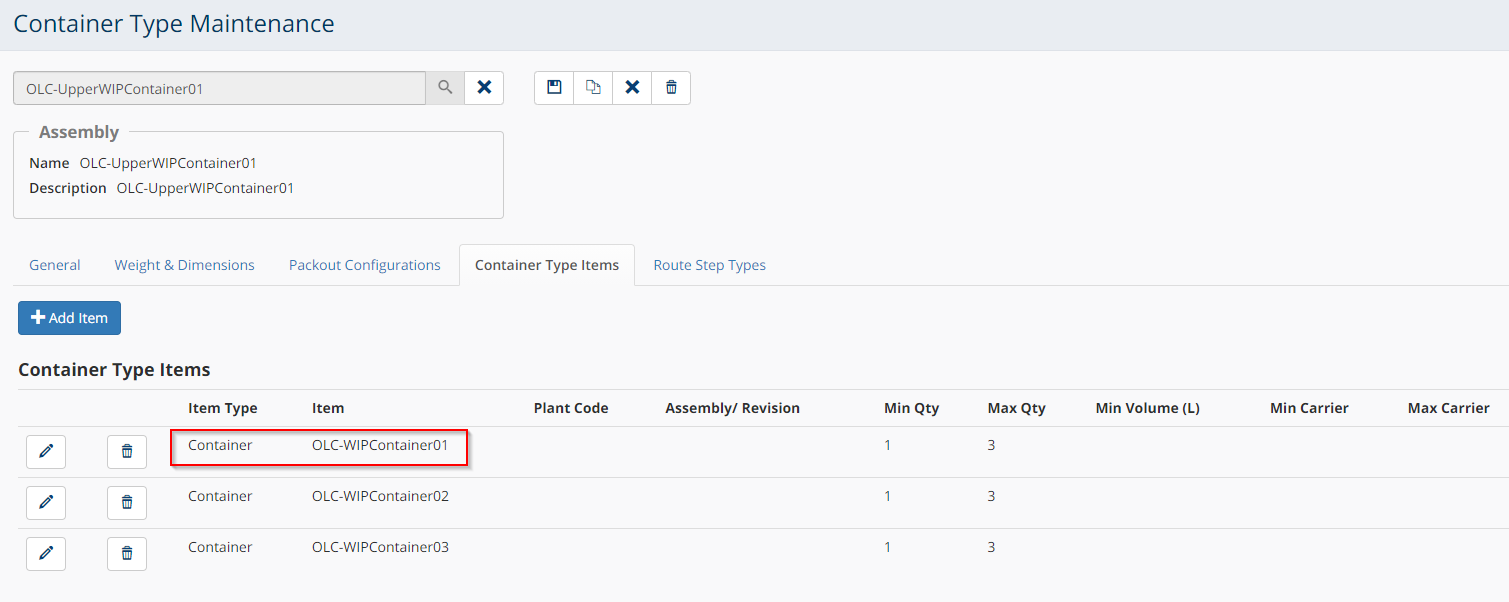 Container Type Maintenance
OLC-UpperWIPContainer01
Assembly
Name OLC-UpperWIPContainer01
Description OLC-UpperWIPContainer01
General Weight & Dimensions Packout Configurations Container Type Items Route Step Types
Add Item
Container Type Items
Item Type Item Plant Code Assembly/ Revision Min Qty Max Qty Min Volume (L) Min Carrier Max Carrier
Container OLC-WIPContainer01 1 3
Container OLC-WIPContainer02 1 3
Container OLC-WIPContainer03 1 3